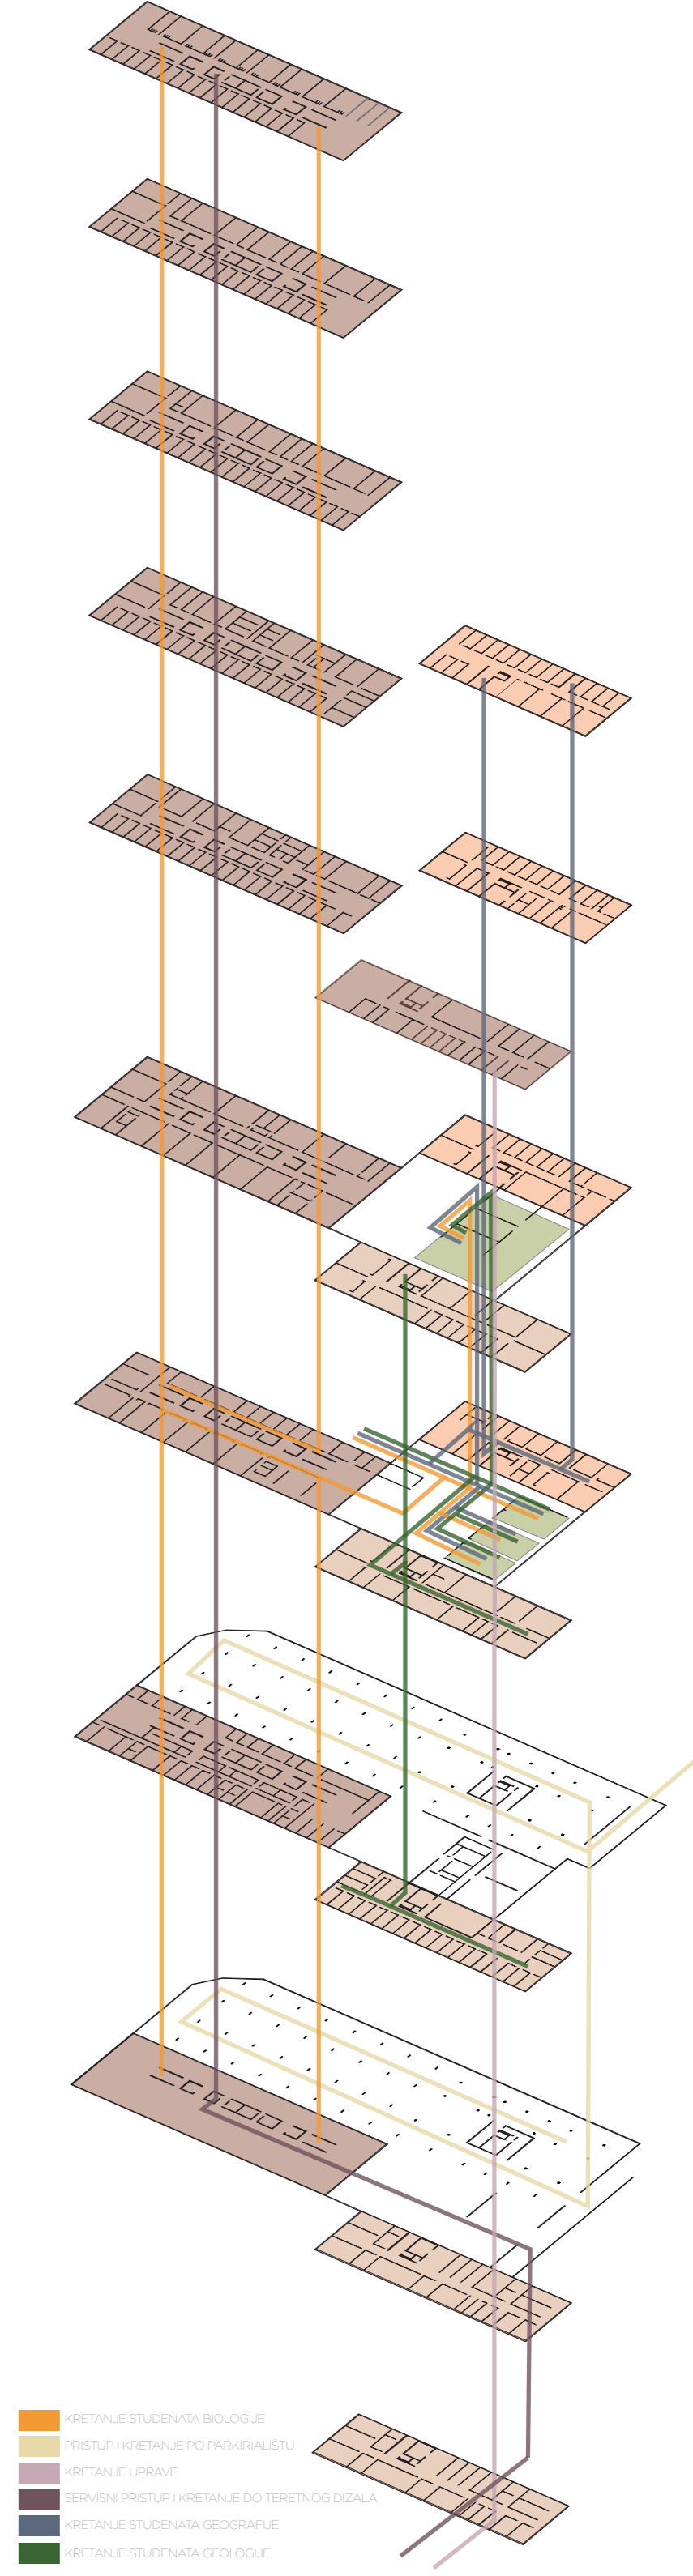 KRETANJE STUDENATA BIOLOGIJE
PRISTUP I KRETANJE PO PARKIRIALIŠTU
KRETANJE UPRAVE
SERVISNI PRISTUP I KRETANJE DO TERETNOG DIZALA
KRETANJE STUDENATA GEOGRAFIJE
KRETANJE STUDENATA GEOLOGIJE